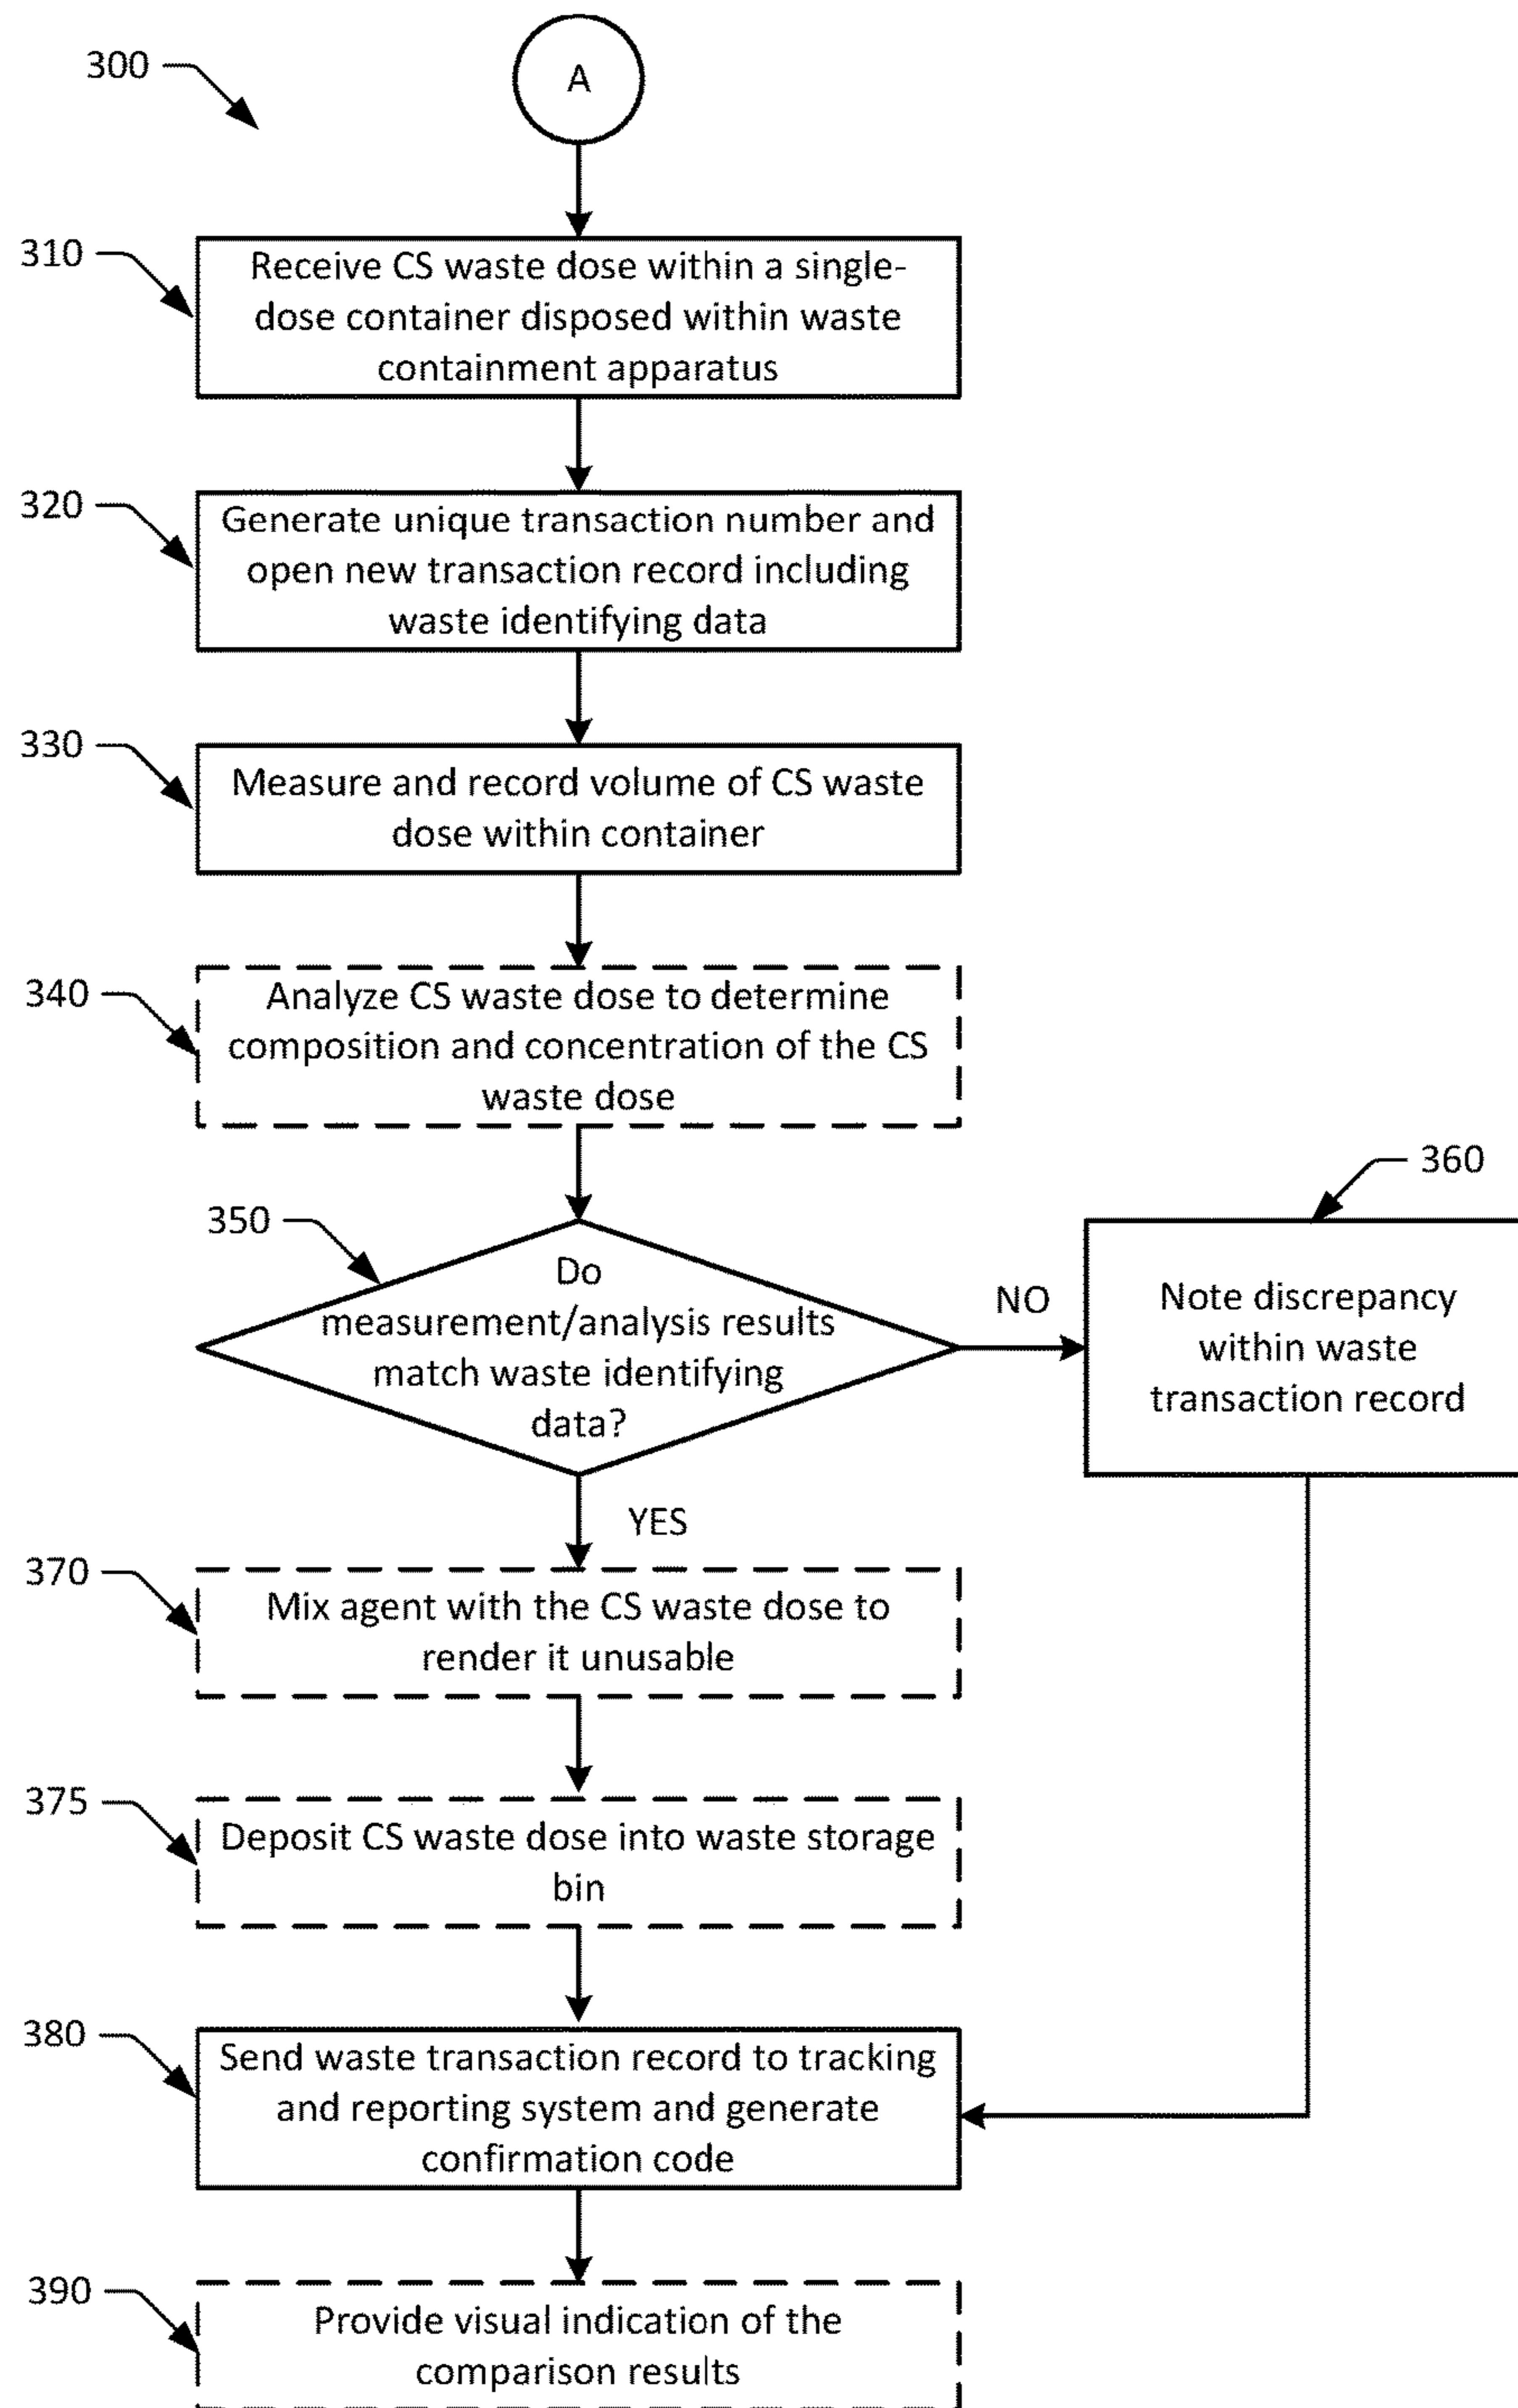 300
A
310
Receive CS waste dose within a single-
dose container disposed within waste
containment apparatus
320
Generate unique transaction number and
open new transaction record including
waste identifying data
330
Measure and record volume of CS waste
dose within container
340
Analyze CS waste dose to determine
composition and concentration of the CS
waste dose
350
Do
measurement/analysis results
match waste identifying
data?
NO
360
Note discrepancy
within waste
transaction record
YES
370
Mix agent with the CS waste dose to
render it unusable
375
Deposit CS waste dose into waste storage
bin
380
Send waste transaction record to tracking
and reporting system and generate
confirmation code
390
Provide visual indication of the
comparison results